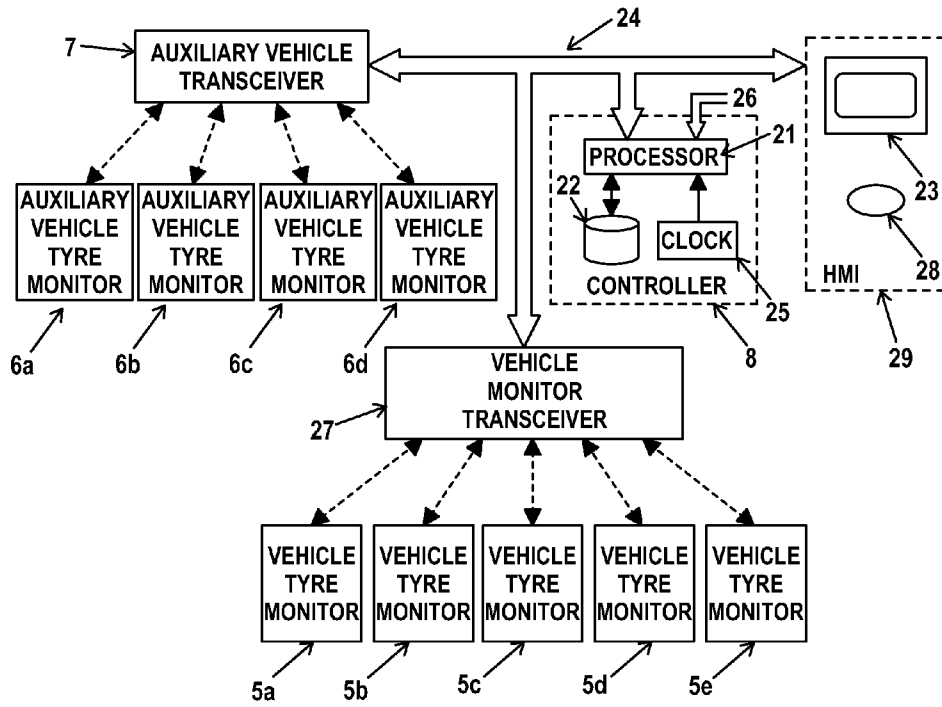 24
7
AUXILIARY VEHICLE
TRANSCEIVER
26
21
PROCESSOR
22
CLOCK
CONTROLLER
25
8
23
28
HMI
29
AUXILIARY
VEHICLE
TYRE
MONITOR
AUXILIARY
VEHICLE
TYRE
MONITOR
AUXILIARY
VEHICLE
TYRE
MONITOR
AUXILIARY
VEHICLE
TYRE
MONITOR
6a
6b
6c
6d
VEHICLE
MONITOR
TRANSCEIVER
27
VEHICLE
TYRE
MONITOR
VEHICLE
TYRE
MONITOR
VEHICLE
TYRE
MONITOR
VEHICLE
TYRE
MONITOR
VEHICLE
TYRE
MONITOR
5a
5b
5c
5d
5e